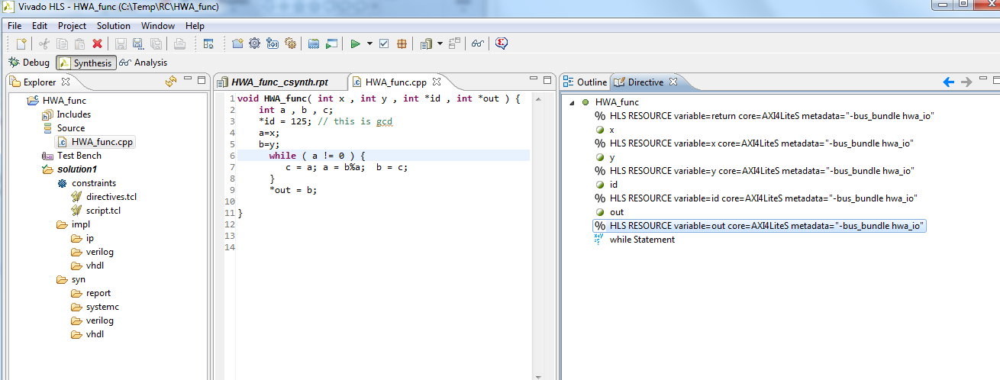 Vivado HLS - HWA_func (C:\Temp\RC\HWA_func)
File Edit Project Solution Window Help
Debug Synthesis Analysis
Explorer
HWA_func
Includes
Source
HWA_func.cpp
Test Bench
solution1
constraints
directives.tcl
script.tcl
impl
ip
verilog
vhdl
syn
report
systemc
verilog
vhdl
HWA_func_csynth.rpt HWA_func.cpp
1 void HWA_func( int x , int y , int *id , int *out ) {
2 int a , b , c;
3 *id = 125; // this is gcd
4 a=x;
5 b=y;
6 while ( a != 0 ) {
7 c = a; a = b%a; b = c;
8 }
9 *out = b;
10
11 }
12
13
14
Outline Directive
HWA_func
% HLS RESOURCE variable=return core=AXI4LiteS metadata="-bus_bundle hwa_io"
x
% HLS RESOURCE variable=x core=AXI4LiteS metadata="-bus_bundle hwa_io"
y
% HLS RESOURCE variable=y core=AXI4LiteS metadata="-bus_bundle hwa_io"
id
% HLS RESOURCE variable=id core=AXI4LiteS metadata="-bus_bundle hwa_io"
out
% HLS RESOURCE variable=out core=AXI4LiteS metadata="-bus_bundle hwa_io"
while Statement